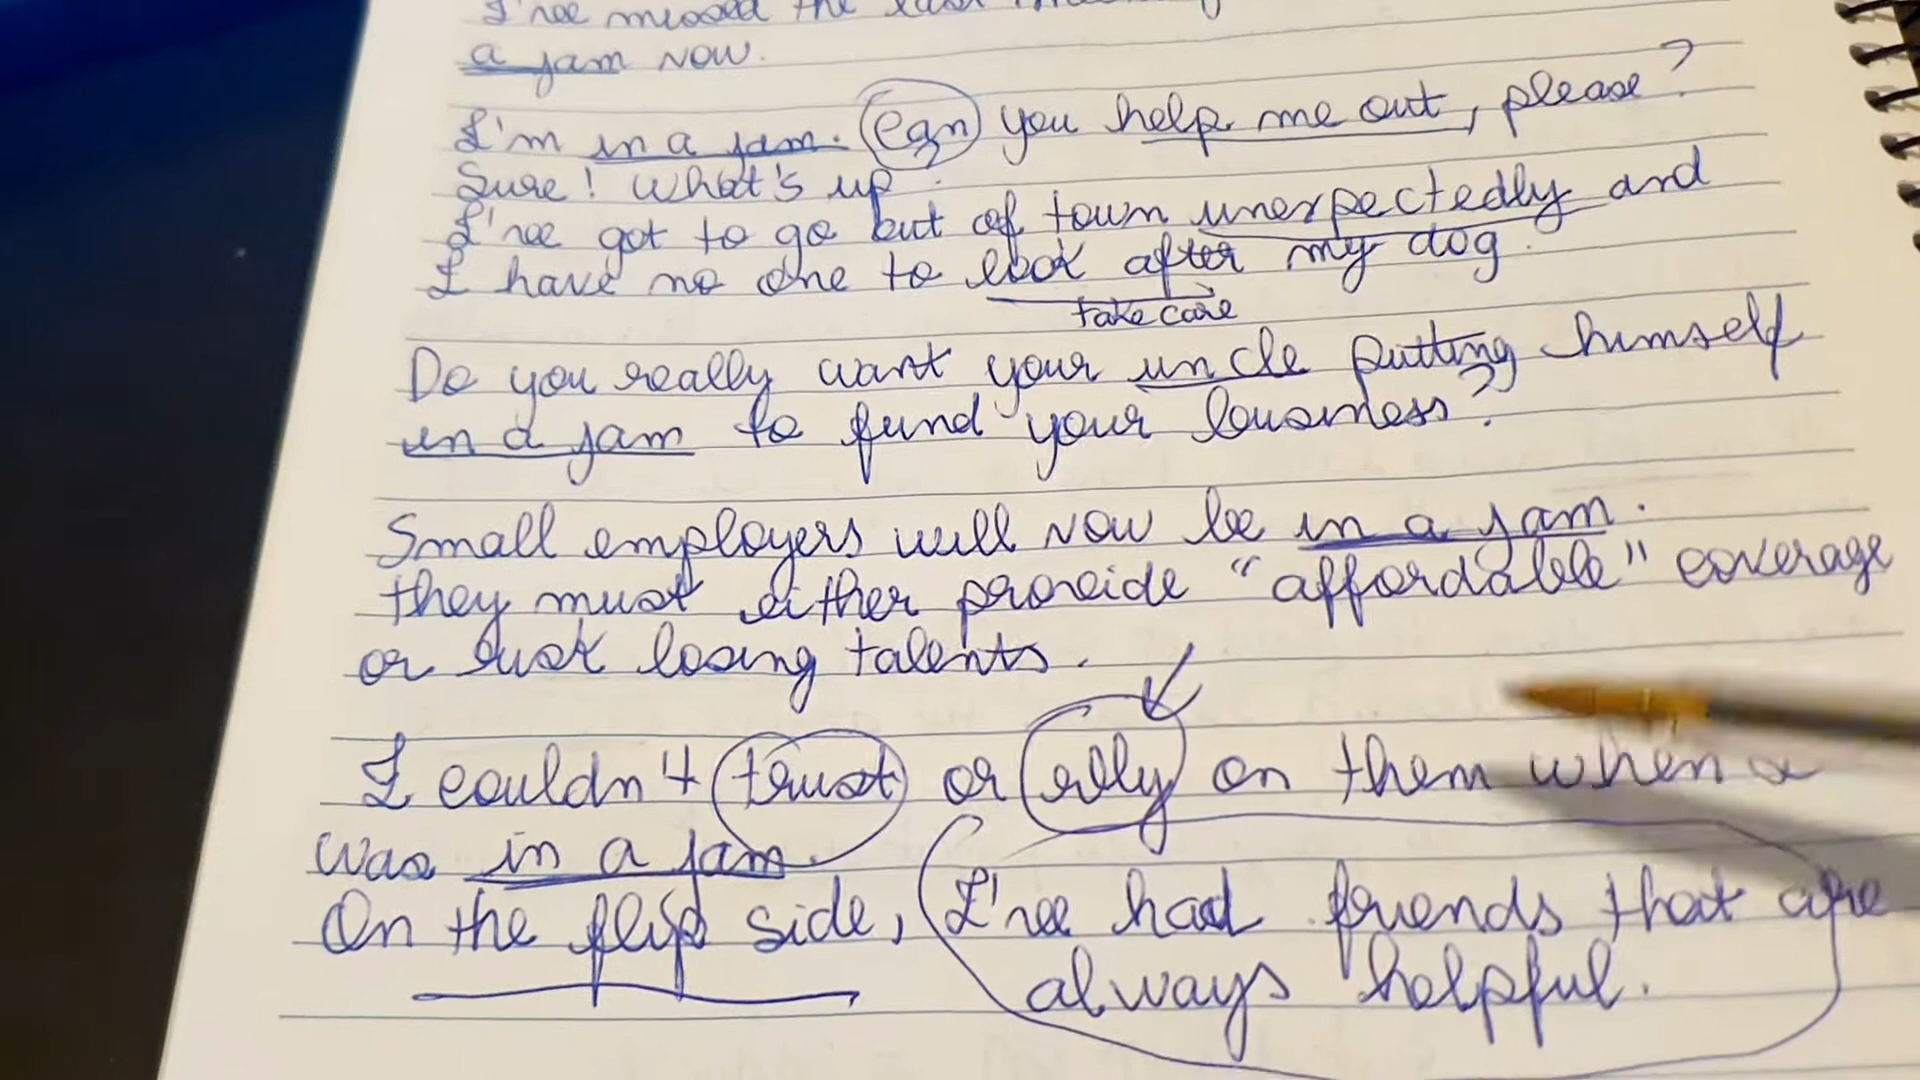 I've missed the last
a jam now.
I'm in a jam. Can you help me out, please?
Sure! What's up?
I've got to go out of town unexpectedly and
I have no one to look after my dog.
take care
Do you really want your uncle putting himself
in a jam to fund your business?
Small employers will now be in a jam.
they must either provide "affordable" coverage
or risk losing talents.
I couldn't trust or rely on them when
was in a jam.
On the flip side, I've had friends that are
always helpful.